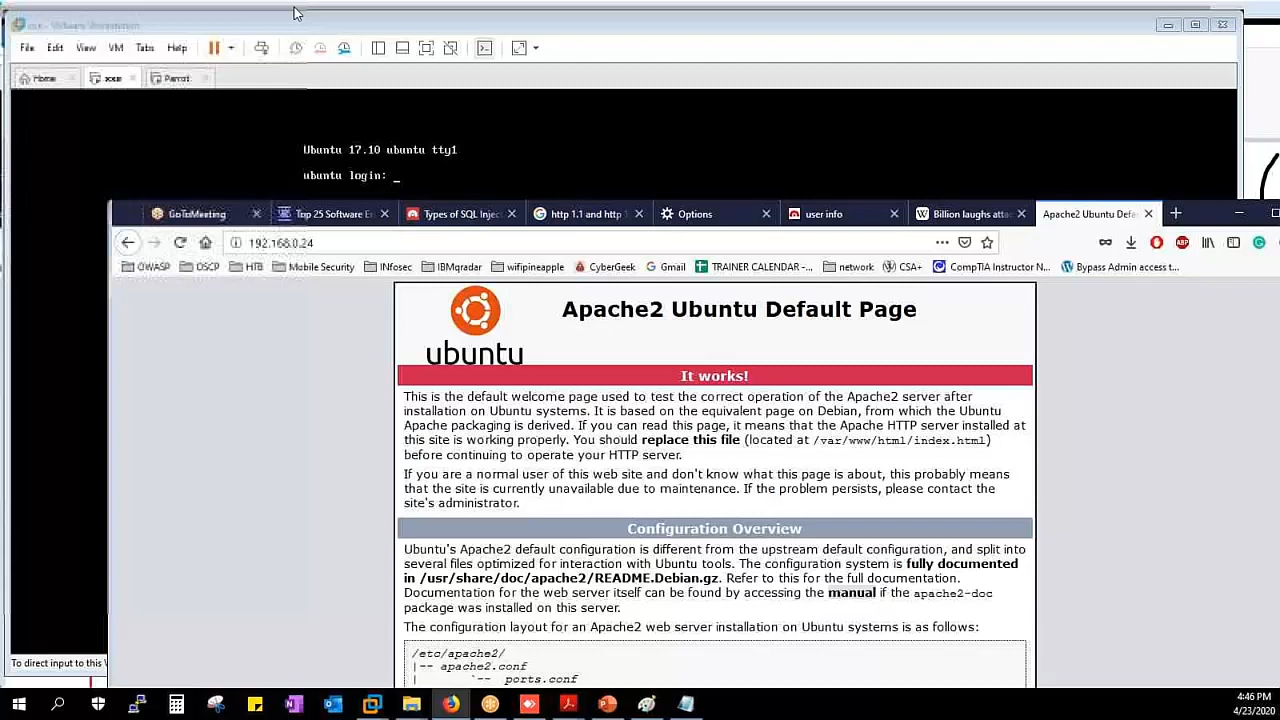 File Edit View VM Tabs Help
Home xxe Parrot
Ubuntu 17.10 ubuntu tty1
ubuntu login: _
GoToMeeting Top 25 Software E Types of SQL Injec http 1.1 and http Options user info Billion laughs atta Apache2 Ubuntu Defa
192.168.0.24
OWASP OSCP HTB Mobile Security INfosec IBMqradar wifipineapple CyberGeek Gmail TRAINER CALENDAR -... network CSA+ CompTIA Instructor N... Bypass Admin access t...
Apache2 Ubuntu Default Page
ubuntu
It works!
This is the default welcome page used to test the correct operation of the Apache2 server after
installation on Ubuntu systems. It is based on the equivalent page on Debian, from which the Ubuntu
Apache packaging is derived. If you can read this page, it means that the Apache HTTP server installed at
this site is working properly. You should replace this file (located at /var/www/html/index.html)
before continuing to operate your HTTP server.
If you are a normal user of this web site and don't know what this page is about, this probably means
that the site is currently unavailable due to maintenance. If the problem persists, please contact the
site's administrator.
Configuration Overview
Ubuntu's Apache2 default configuration is different from the upstream default configuration, and split into
several files optimized for interaction with Ubuntu tools. The configuration system is fully documented
in /usr/share/doc/apache2/README.Debian.gz. Refer to this for the full documentation.
Documentation for the web server itself can be found by accessing the manual if the apache2-doc
package was installed on this server.
The configuration layout for an Apache2 web server installation on Ubuntu systems is as follows:
/etc/apache2/
|-- apache2.conf
| `-- ports.conf
To direct input to this V
4:46 PM
4/23/2020